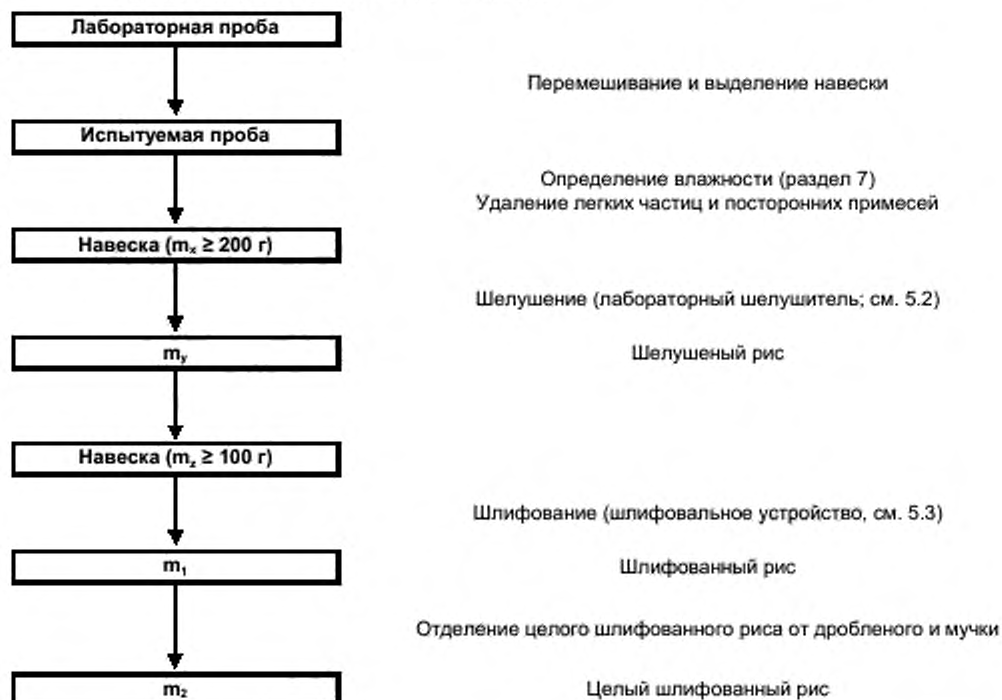 Лабораторная проба
Перемешивание и выделение навески
Испытуемая проба
Определение влажности (раздел 7)
Удаление легких частиц и посторонних примесей
Навеска (mₓ ≥ 200 г)
Шелушение (лабораторный шелушитель; см. 5.2)
m_y Шелушеный рис
Навеска (m_z ≥ 100 г)
Шлифование (шлифовальное устройство, см. 5.3)
m₁ Шлифованный рис
Отделение целого шлифованного риса от дробленого и мучки
m₂ Целый шлифованный рис